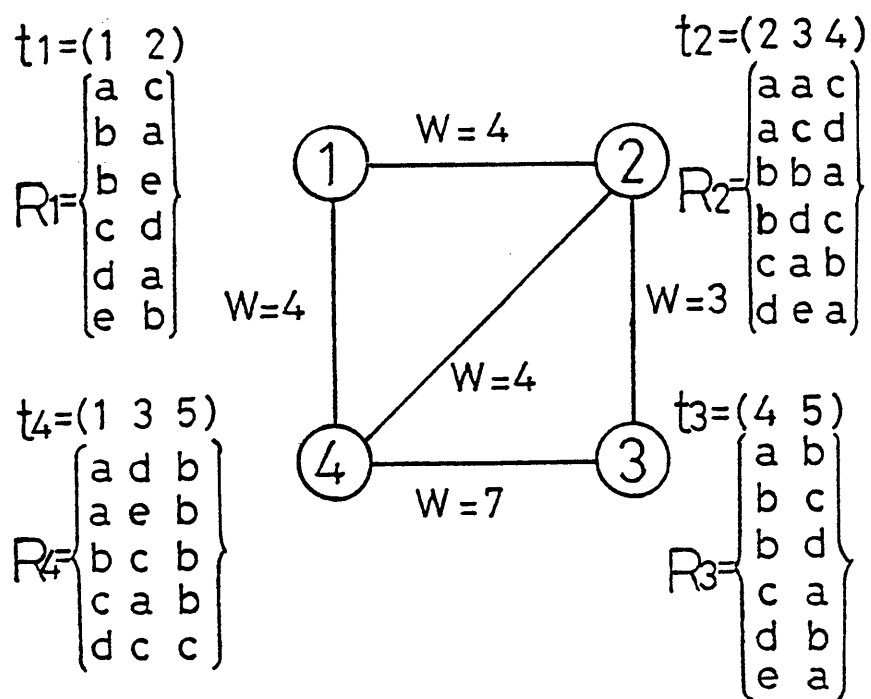 t1=(1 2)
R1=
a c
b a
b e
c d
d a
e b
t2=(2 3 4)
R2=
a a c
a c d
b b a
b d c
c a b
d e a
1
W=4
2
W=4
W=3
W=4
4
W=7
3
t4=(1 3 5)
R4=
a d b
a e b
b c b
c a b
d c c
t3=(4 5)
R3=
a b
b c
b d
c a
d b
e a